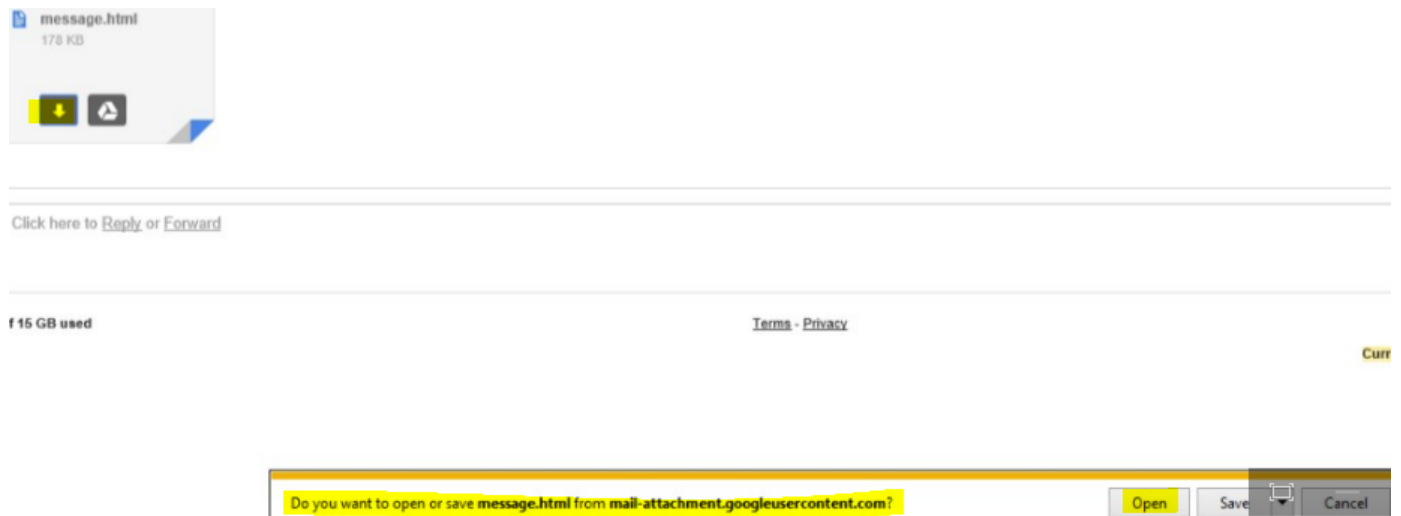 message.html
178 KB
Click here to Reply or Forward
f 15 GB used
Terms - Privacy
Curr
Do you want to open or save message.html from mail-attachment.googleusercontent.com?
Open
Save
Cancel